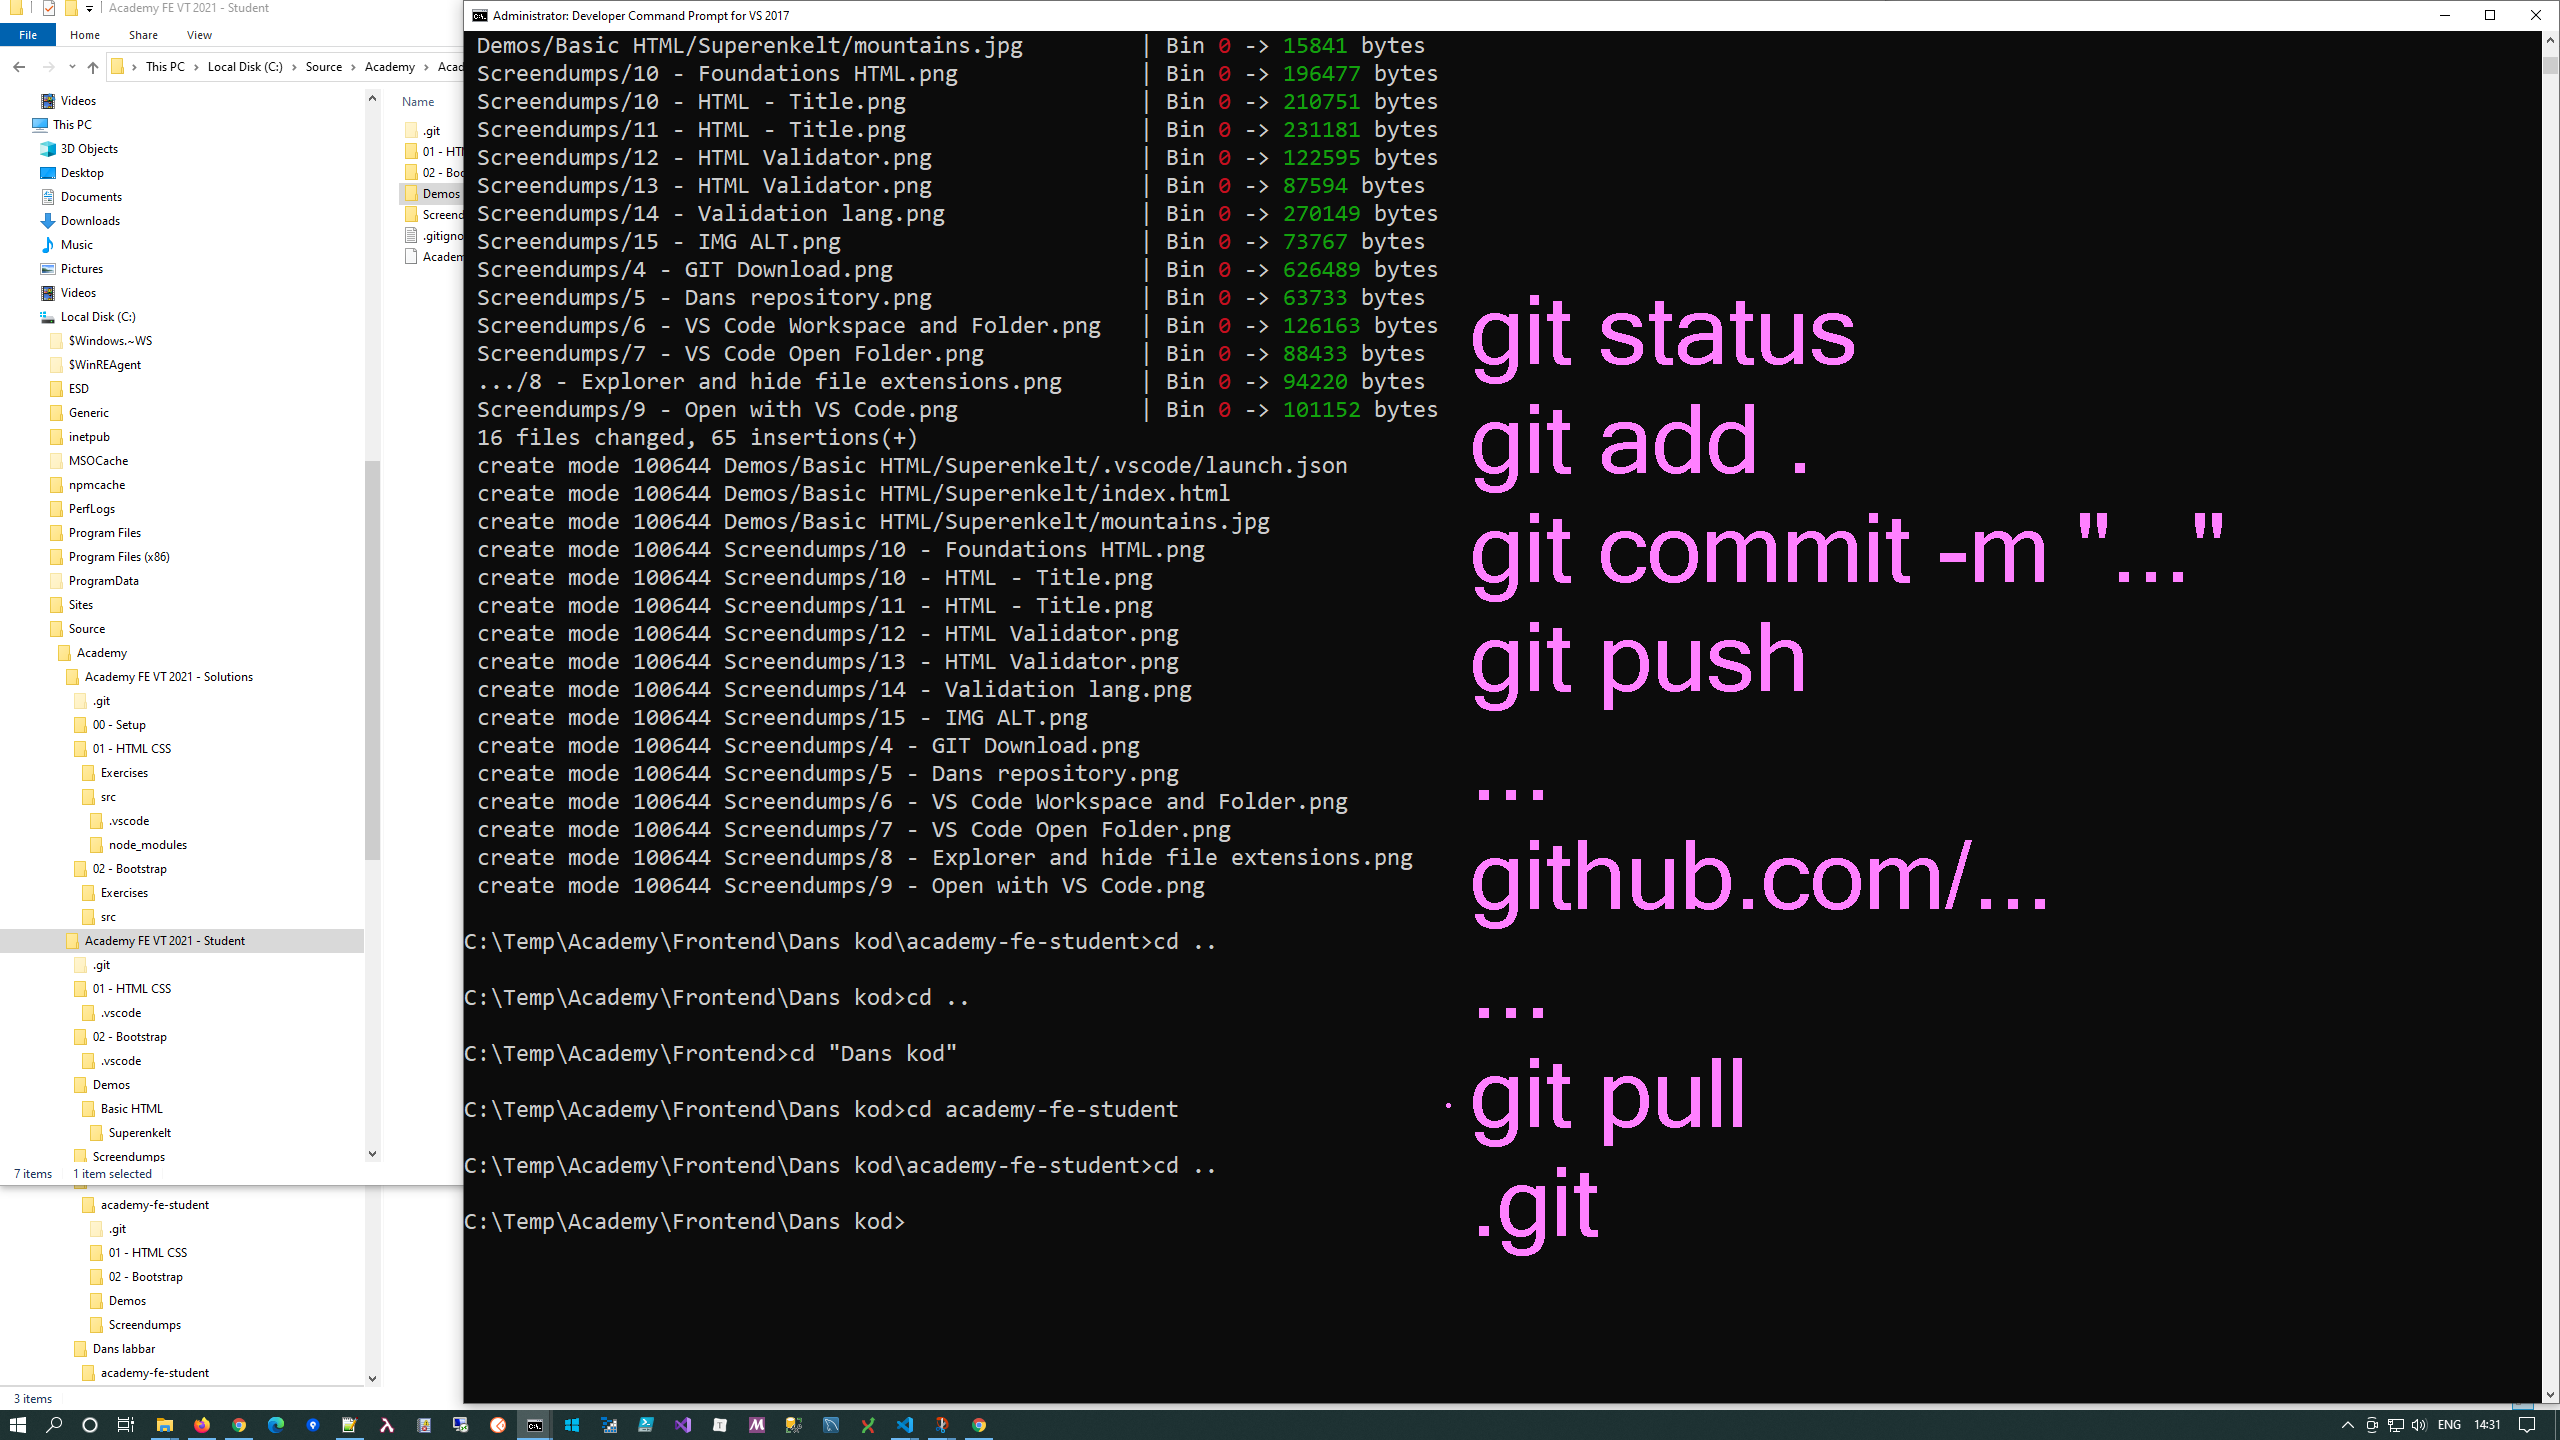 Academy FE VT 2021 - Student
File Home Share View
This PC Local Disk (C:) Source Academy
Videos
This PC
3D Objects
Desktop
Documents
Downloads
Music
Pictures
Videos
Local Disk (C:)
$Windows.~WS
$WinREAgent
ESD
Generic
inetpub
MSOCache
npmcache
PerfLogs
Program Files
Program Files (x86)
ProgramData
Sites
Source
Academy
Academy FE VT 2021 - Solutions
.git
00 - Setup
01 - HTML CSS
Exercises
src
.vscode
node_modules
02 - Bootstrap
Exercises
src
Academy FE VT 2021 - Student
.git
01 - HTML CSS
.vscode
02 - Bootstrap
.vscode
Demos
Basic HTML
Superenkelt
Screendumps
7 items 1 item selected
academy-fe-student
.git
01 - HTML CSS
02 - Bootstrap
Demos
Screendumps
Dans labbar
academy-fe-student
3 items
Name
.git
01 - HTM
02 - Boo
Demos
Screend
.gitigno
Academ
Administrator: Developer Command Prompt for VS 2017
Demos/Basic HTML/Superenkelt/mountains.jpg | Bin 0 -> 15841 bytes
Screendumps/10 - Foundations HTML.png | Bin 0 -> 196477 bytes
Screendumps/10 - HTML - Title.png | Bin 0 -> 210751 bytes
Screendumps/11 - HTML - Title.png | Bin 0 -> 231181 bytes
Screendumps/12 - HTML Validator.png | Bin 0 -> 122595 bytes
Screendumps/13 - HTML Validator.png | Bin 0 -> 87594 bytes
Screendumps/14 - Validation lang.png | Bin 0 -> 270149 bytes
Screendumps/15 - IMG ALT.png | Bin 0 -> 73767 bytes
Screendumps/4 - GIT Download.png | Bin 0 -> 626489 bytes
Screendumps/5 - Dans repository.png | Bin 0 -> 63733 bytes
Screendumps/6 - VS Code Workspace and Folder.png | Bin 0 -> 126163 bytes
Screendumps/7 - VS Code Open Folder.png | Bin 0 -> 88433 bytes
.../8 - Explorer and hide file extensions.png | Bin 0 -> 94220 bytes
Screendumps/9 - Open with VS Code.png | Bin 0 -> 101152 bytes
16 files changed, 65 insertions(+)
create mode 100644 Demos/Basic HTML/Superenkelt/.vscode/launch.json
create mode 100644 Demos/Basic HTML/Superenkelt/index.html
create mode 100644 Demos/Basic HTML/Superenkelt/mountains.jpg
create mode 100644 Screendumps/10 - Foundations HTML.png
create mode 100644 Screendumps/10 - HTML - Title.png
create mode 100644 Screendumps/11 - HTML - Title.png
create mode 100644 Screendumps/12 - HTML Validator.png
create mode 100644 Screendumps/13 - HTML Validator.png
create mode 100644 Screendumps/14 - Validation lang.png
create mode 100644 Screendumps/15 - IMG ALT.png
create mode 100644 Screendumps/4 - GIT Download.png
create mode 100644 Screendumps/5 - Dans repository.png
create mode 100644 Screendumps/6 - VS Code Workspace and Folder.png
create mode 100644 Screendumps/7 - VS Code Open Folder.png
create mode 100644 Screendumps/8 - Explorer and hide file extensions.png
create mode 100644 Screendumps/9 - Open with VS Code.png
C:\Temp\Academy\Frontend\Dans kod\academy-fe-student>cd ..
C:\Temp\Academy\Frontend\Dans kod>cd ..
C:\Temp\Academy\Frontend>cd "Dans kod"
C:\Temp\Academy\Frontend\Dans kod>cd academy-fe-student
C:\Temp\Academy\Frontend\Dans kod\academy-fe-student>cd ..
C:\Temp\Academy\Frontend\Dans kod>
git status
git add .
git commit -m "..."
git push
...
github.com/...
...
git pull
.git
ENG 14:31